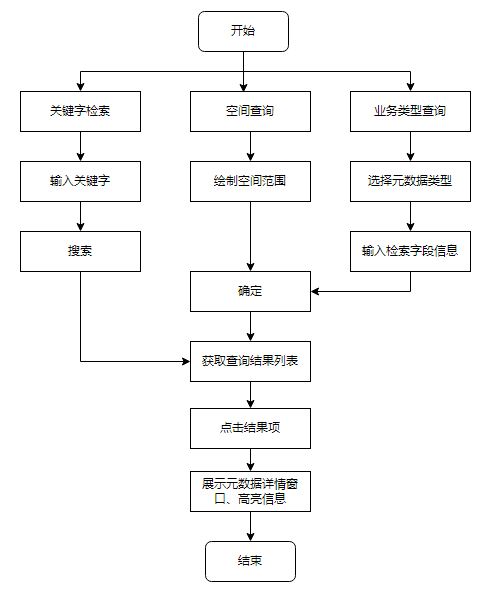 开始
关键字检索
空间查询
业务类型查询
输入关键字
绘制空间范围
选择元数据类型
搜索
输入检索字段信息
确定
获取查询结果列表
点击结果项
展示元数据详情窗
口、高亮信息
结束